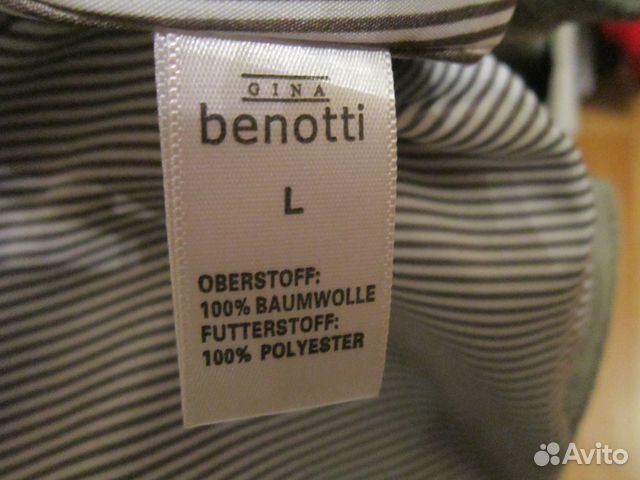 GINA
benotti
L
OBERSTOFF:
100% BAUMWOLLE
FUTTERSTOFF:
100% POLYESTER
Avito